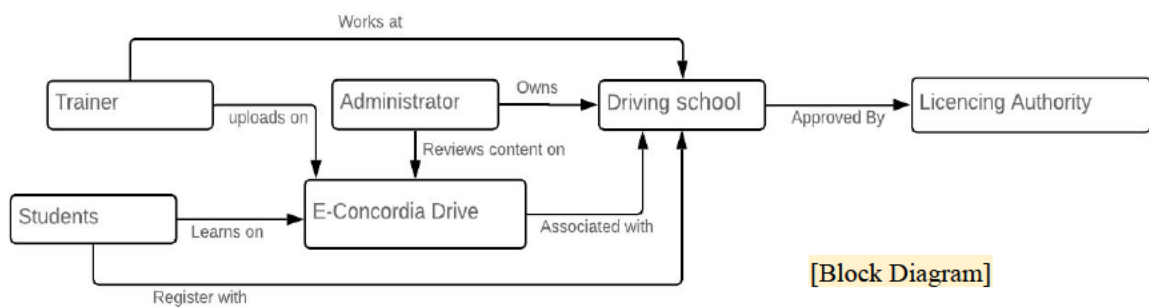 Works at
Trainer
Administrator
Owns
Driving school
Licencing Authority
uploads on
Approved By
Reviews content on
Students
E-Concordia Drive
Learns on
Associated with
[Block Diagram]
Register with